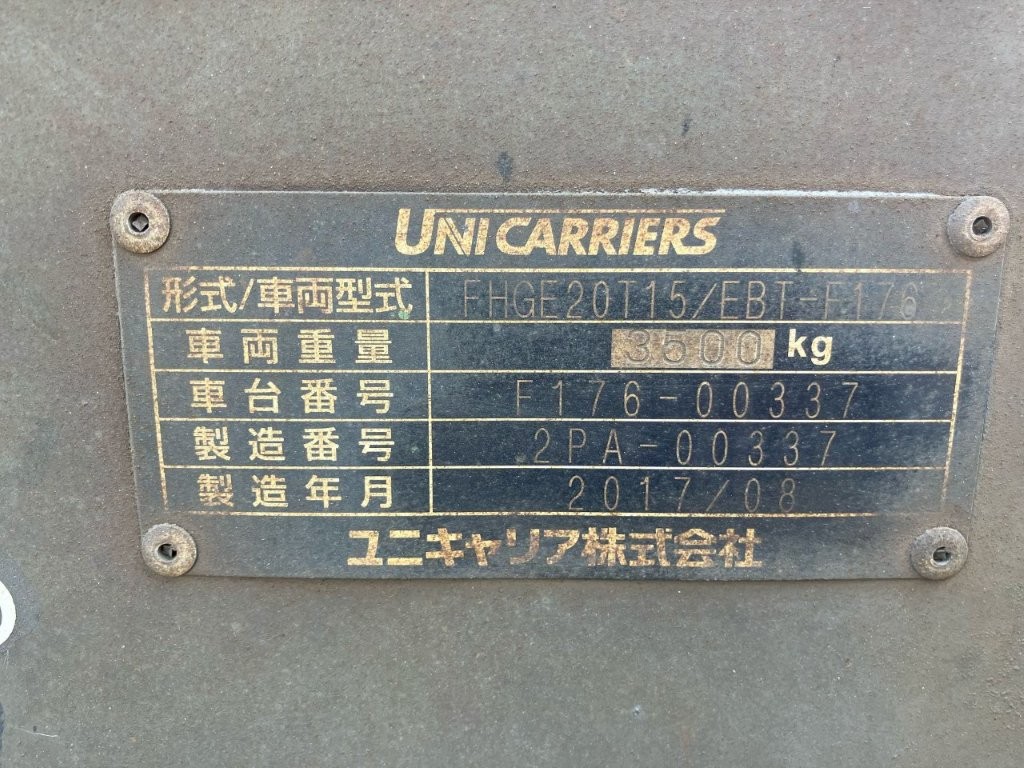 UNICARRIERS
形式/車両型式 FHGE20T15/EBT-F176
車両重量 3500 kg
車台番号 F176-00337
製造番号 2PA-00337
製造年月 2017/08
ユニキャリア株式会社